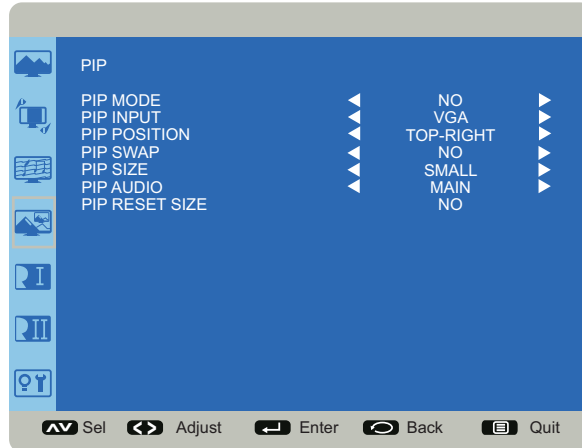 PIP
PIP MODE NO
PIP INPUT VGA
PIP POSITION TOP-RIGHT
PIP SWAP NO
PIP SIZE SMALL
PIP AUDIO MAIN
PIP RESET SIZE NO
I
II
Sel Adjust Enter Back Quit